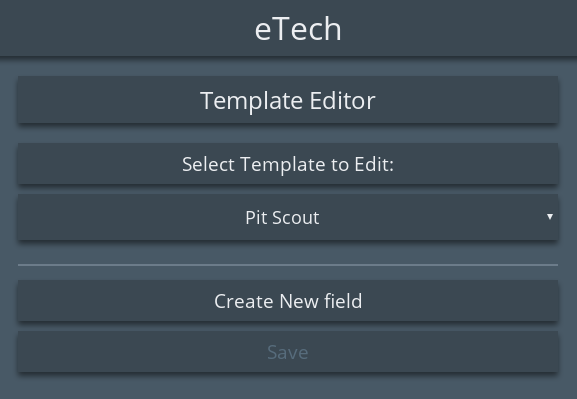 eTech
Template Editor
Select Template to Edit:
Pit Scout
Create New field
Save